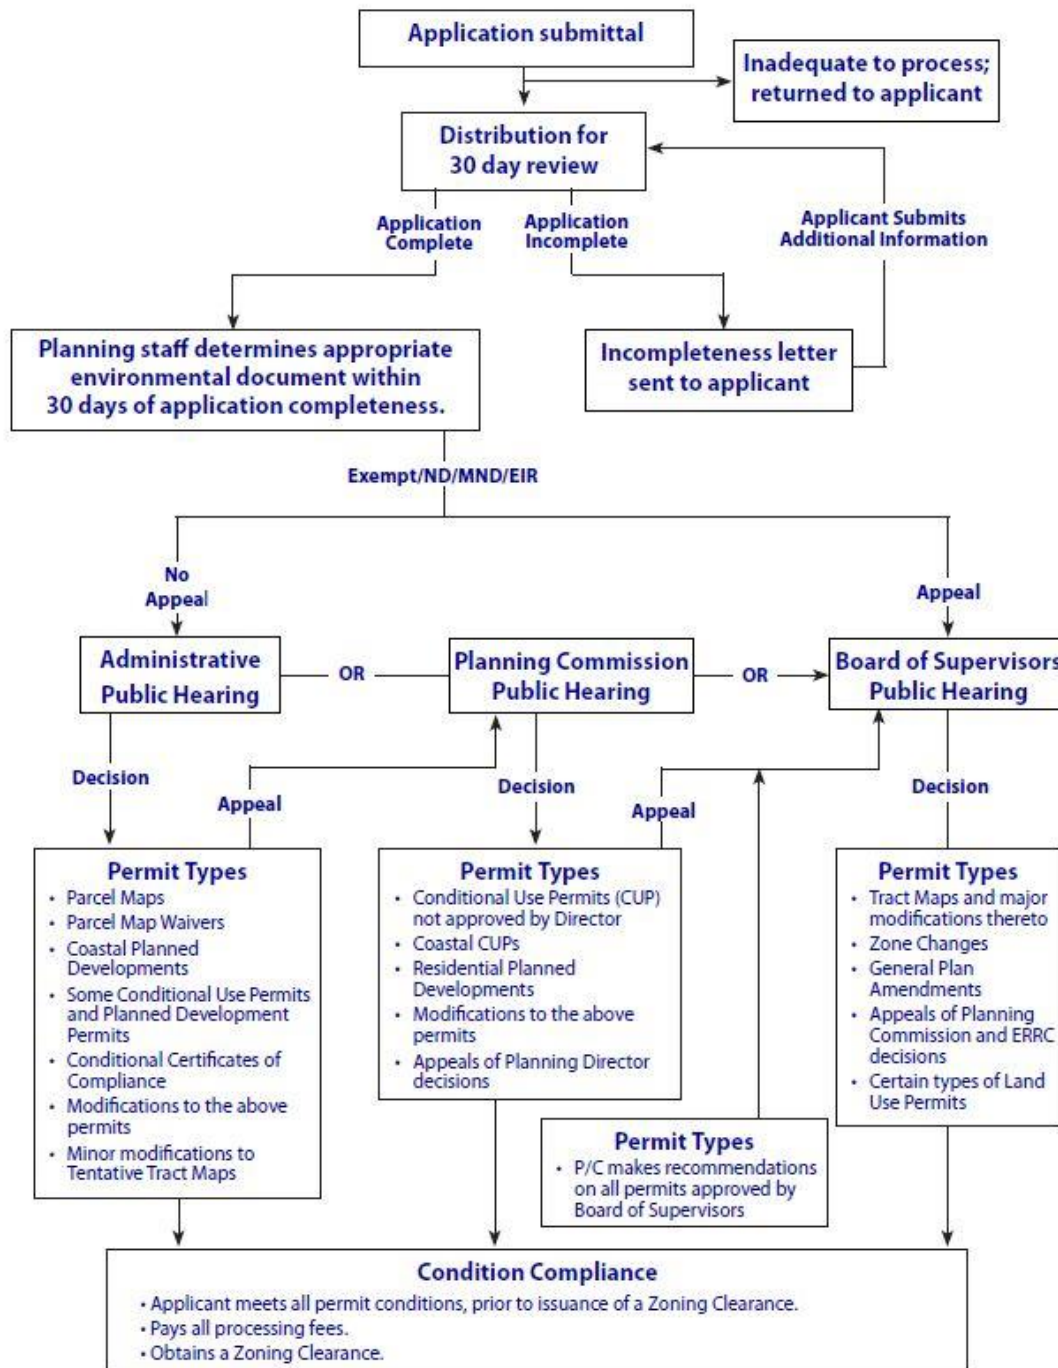 Application submittal
Inadequate to process;
returned to applicant
Distribution for
30 day review
Application
Complete
Application
Incomplete
Applicant Submits
Additional Information
Planning staff determines appropriate
environmental document within
30 days of application completeness.
Incompleteness letter
sent to applicant
Exempt/ND/MND/EIR
No
Appeal
Appeal
Administrative
Public Hearing
OR
Planning Commission
Public Hearing
OR
Board of Supervisors
Public Hearing
Decision
Appeal
Decision
Appeal
Decision
Permit Types
• Parcel Maps
• Parcel Map Waivers
• Coastal Planned
Developments
• Some Conditional Use Permits
and Planned Development
Permits
• Conditional Certificates of
Compliance
• Modifications to the above
permits
• Minor modifications to
Tentative Tract Maps
Permit Types
• Conditional Use Permits (CUP)
not approved by Director
• Coastal CUPs
• Residential Planned
Developments
• Modifications to the above
permits
• Appeals of Planning Director
decisions
Permit Types
• P/C makes recommendations
on all permits approved by
Board of Supervisors
Permit Types
• Tract Maps and major
modifications thereto
• Zone Changes
• General Plan
Amendments
• Appeals of Planning
Commission and ERRC
decisions
• Certain types of Land
Use Permits
Condition Compliance
• Applicant meets all permit conditions, prior to issuance of a Zoning Clearance.
• Pays all processing fees.
• Obtains a Zoning Clearance.